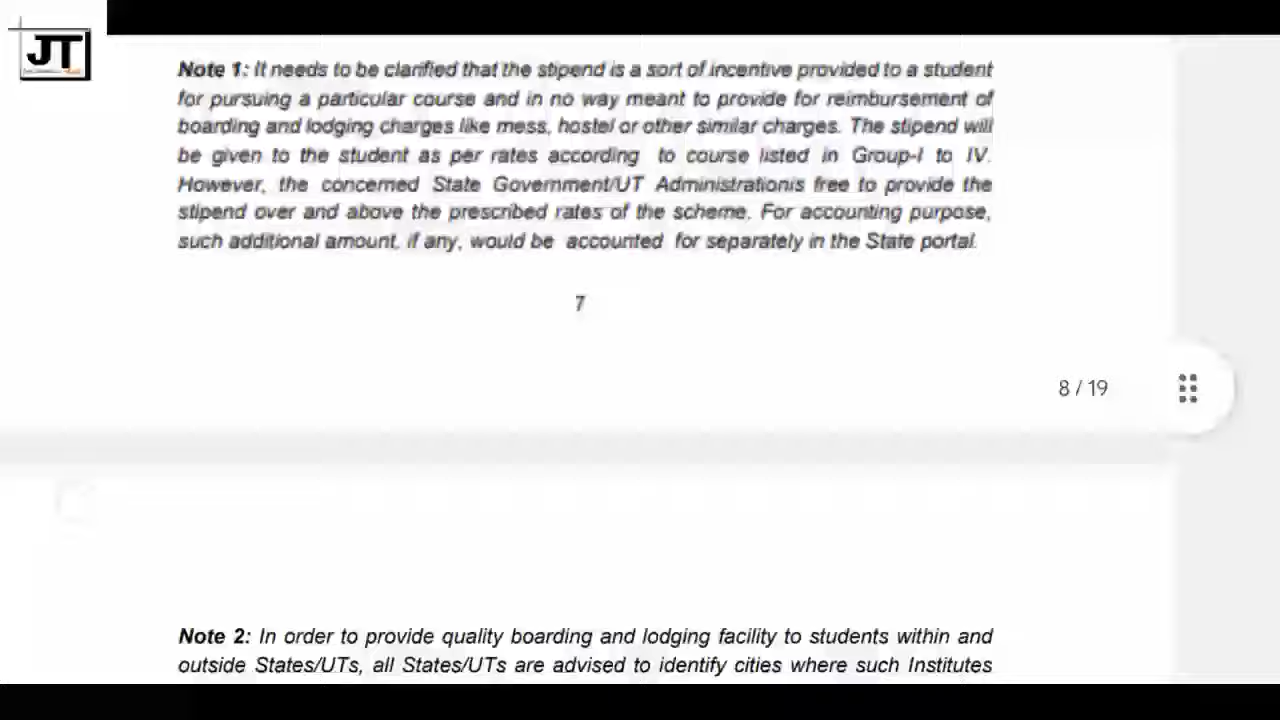 JT
Note 1: It needs to be clarified that the stipend is a sort of incentive provided to a student
for pursuing a particular course and in no way meant to provide for reimbursement of
boarding and lodging charges like mess, hostel or other similar charges. The stipend will
be given to the student as per rates according to course listed in Group-I to IV.
However, the concerned State Government/UT Administrationis free to provide the
stipend over and above the prescribed rates of the scheme. For accounting purpose,
such additional amount, if any, would be accounted for separately in the State portal.
7
8 / 19
Note 2: In order to provide quality boarding and lodging facility to students within and
outside States/UTs, all States/UTs are advised to identify cities where such Institutes